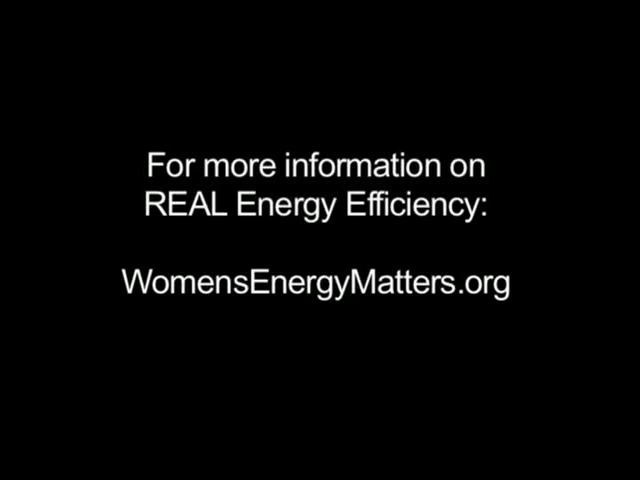 For more information on
REAL Energy Efficiency:
WomensEnergyMatters.org